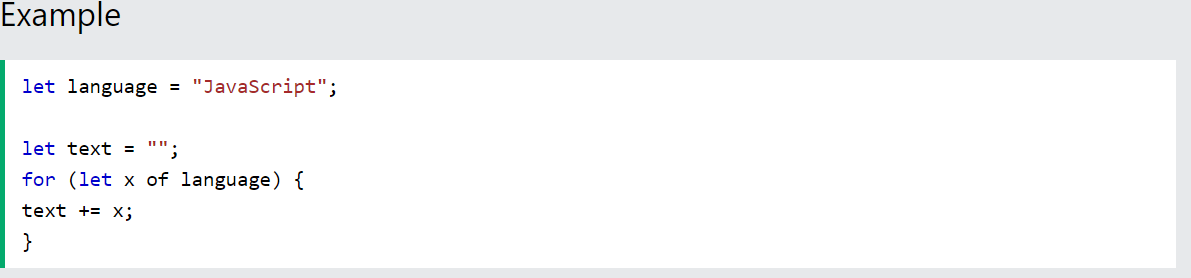 Example
let language = "JavaScript";
let text = "";
for (let x of language) {
text += x;
}